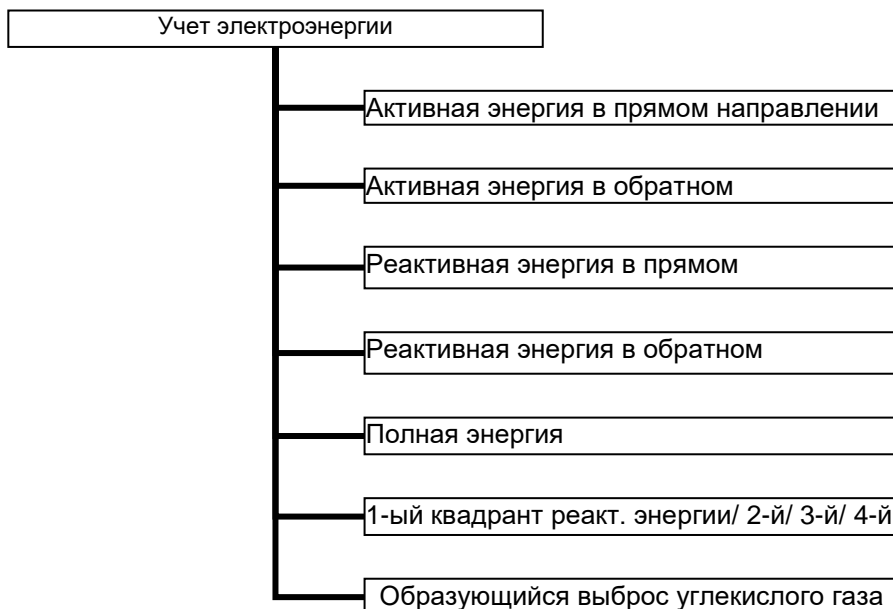 Учет электроэнергии
Активная энергия в прямом направлении
Активная энергия в обратном
Реактивная энергия в прямом
Реактивная энергия в обратном
Полная энергия
1-ый квадрант реакт. энергии/ 2-й/ 3-й/ 4-й
Образующийся выброс углекислого газа